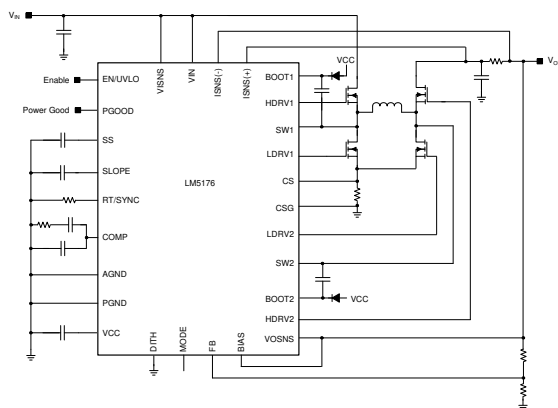 VIN
VISNS
VIN
ISNS(-)
ISNS(+)
VO
VCC
Enable
EN/UVLO
BOOT1
Power Good
PGOOD
HDRV1
SS
SW1
SLOPE
LDRV1
LM5176
CS
RT/SYNC
CSG
COMP
LDRV2
AGND
SW2
PGND
BOOT2
VCC
HDRV2
VCC
VOSNS
DITH
MODE
FB
BIAS